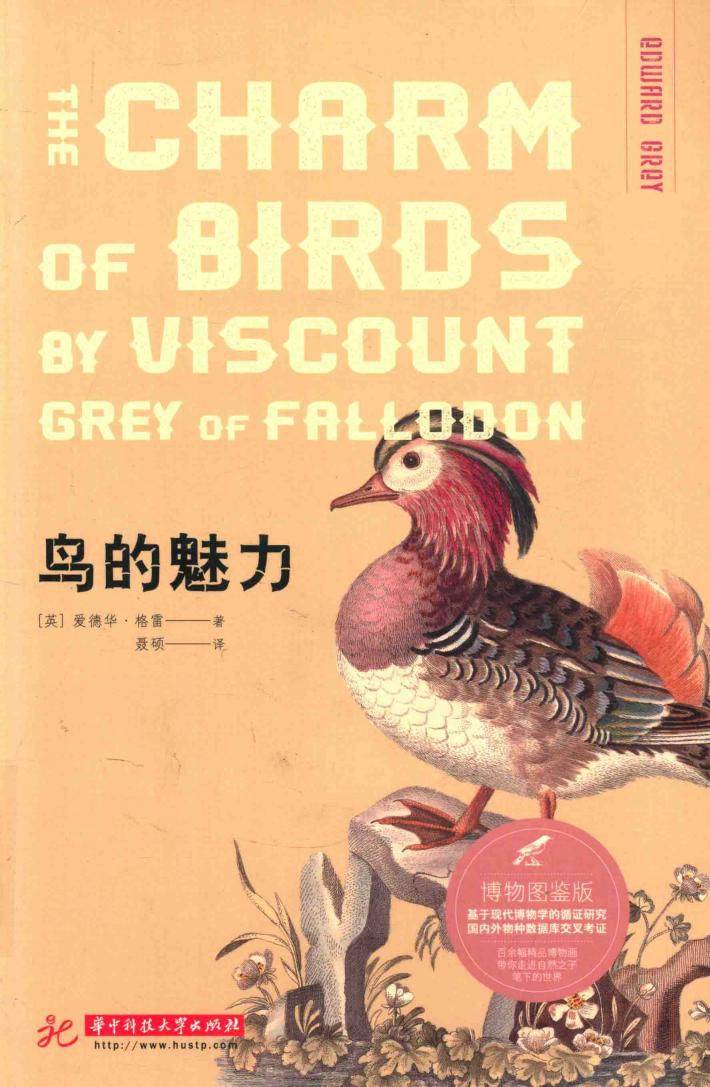 THE CHARM
OF BIRDS
BY VISCOUNT
GREY OF FALLODON
EDWARD GREY
鸟的魅力
[英] 爱德华·格雷——著
聂硕——译
博物图鉴版
基于现代博物学的循证研究
国内外物种数据库交叉考证
百余幅精品博物画
带你走进自然之子
笔下的世界
华中科技大学出版社
http://www.hustp.com